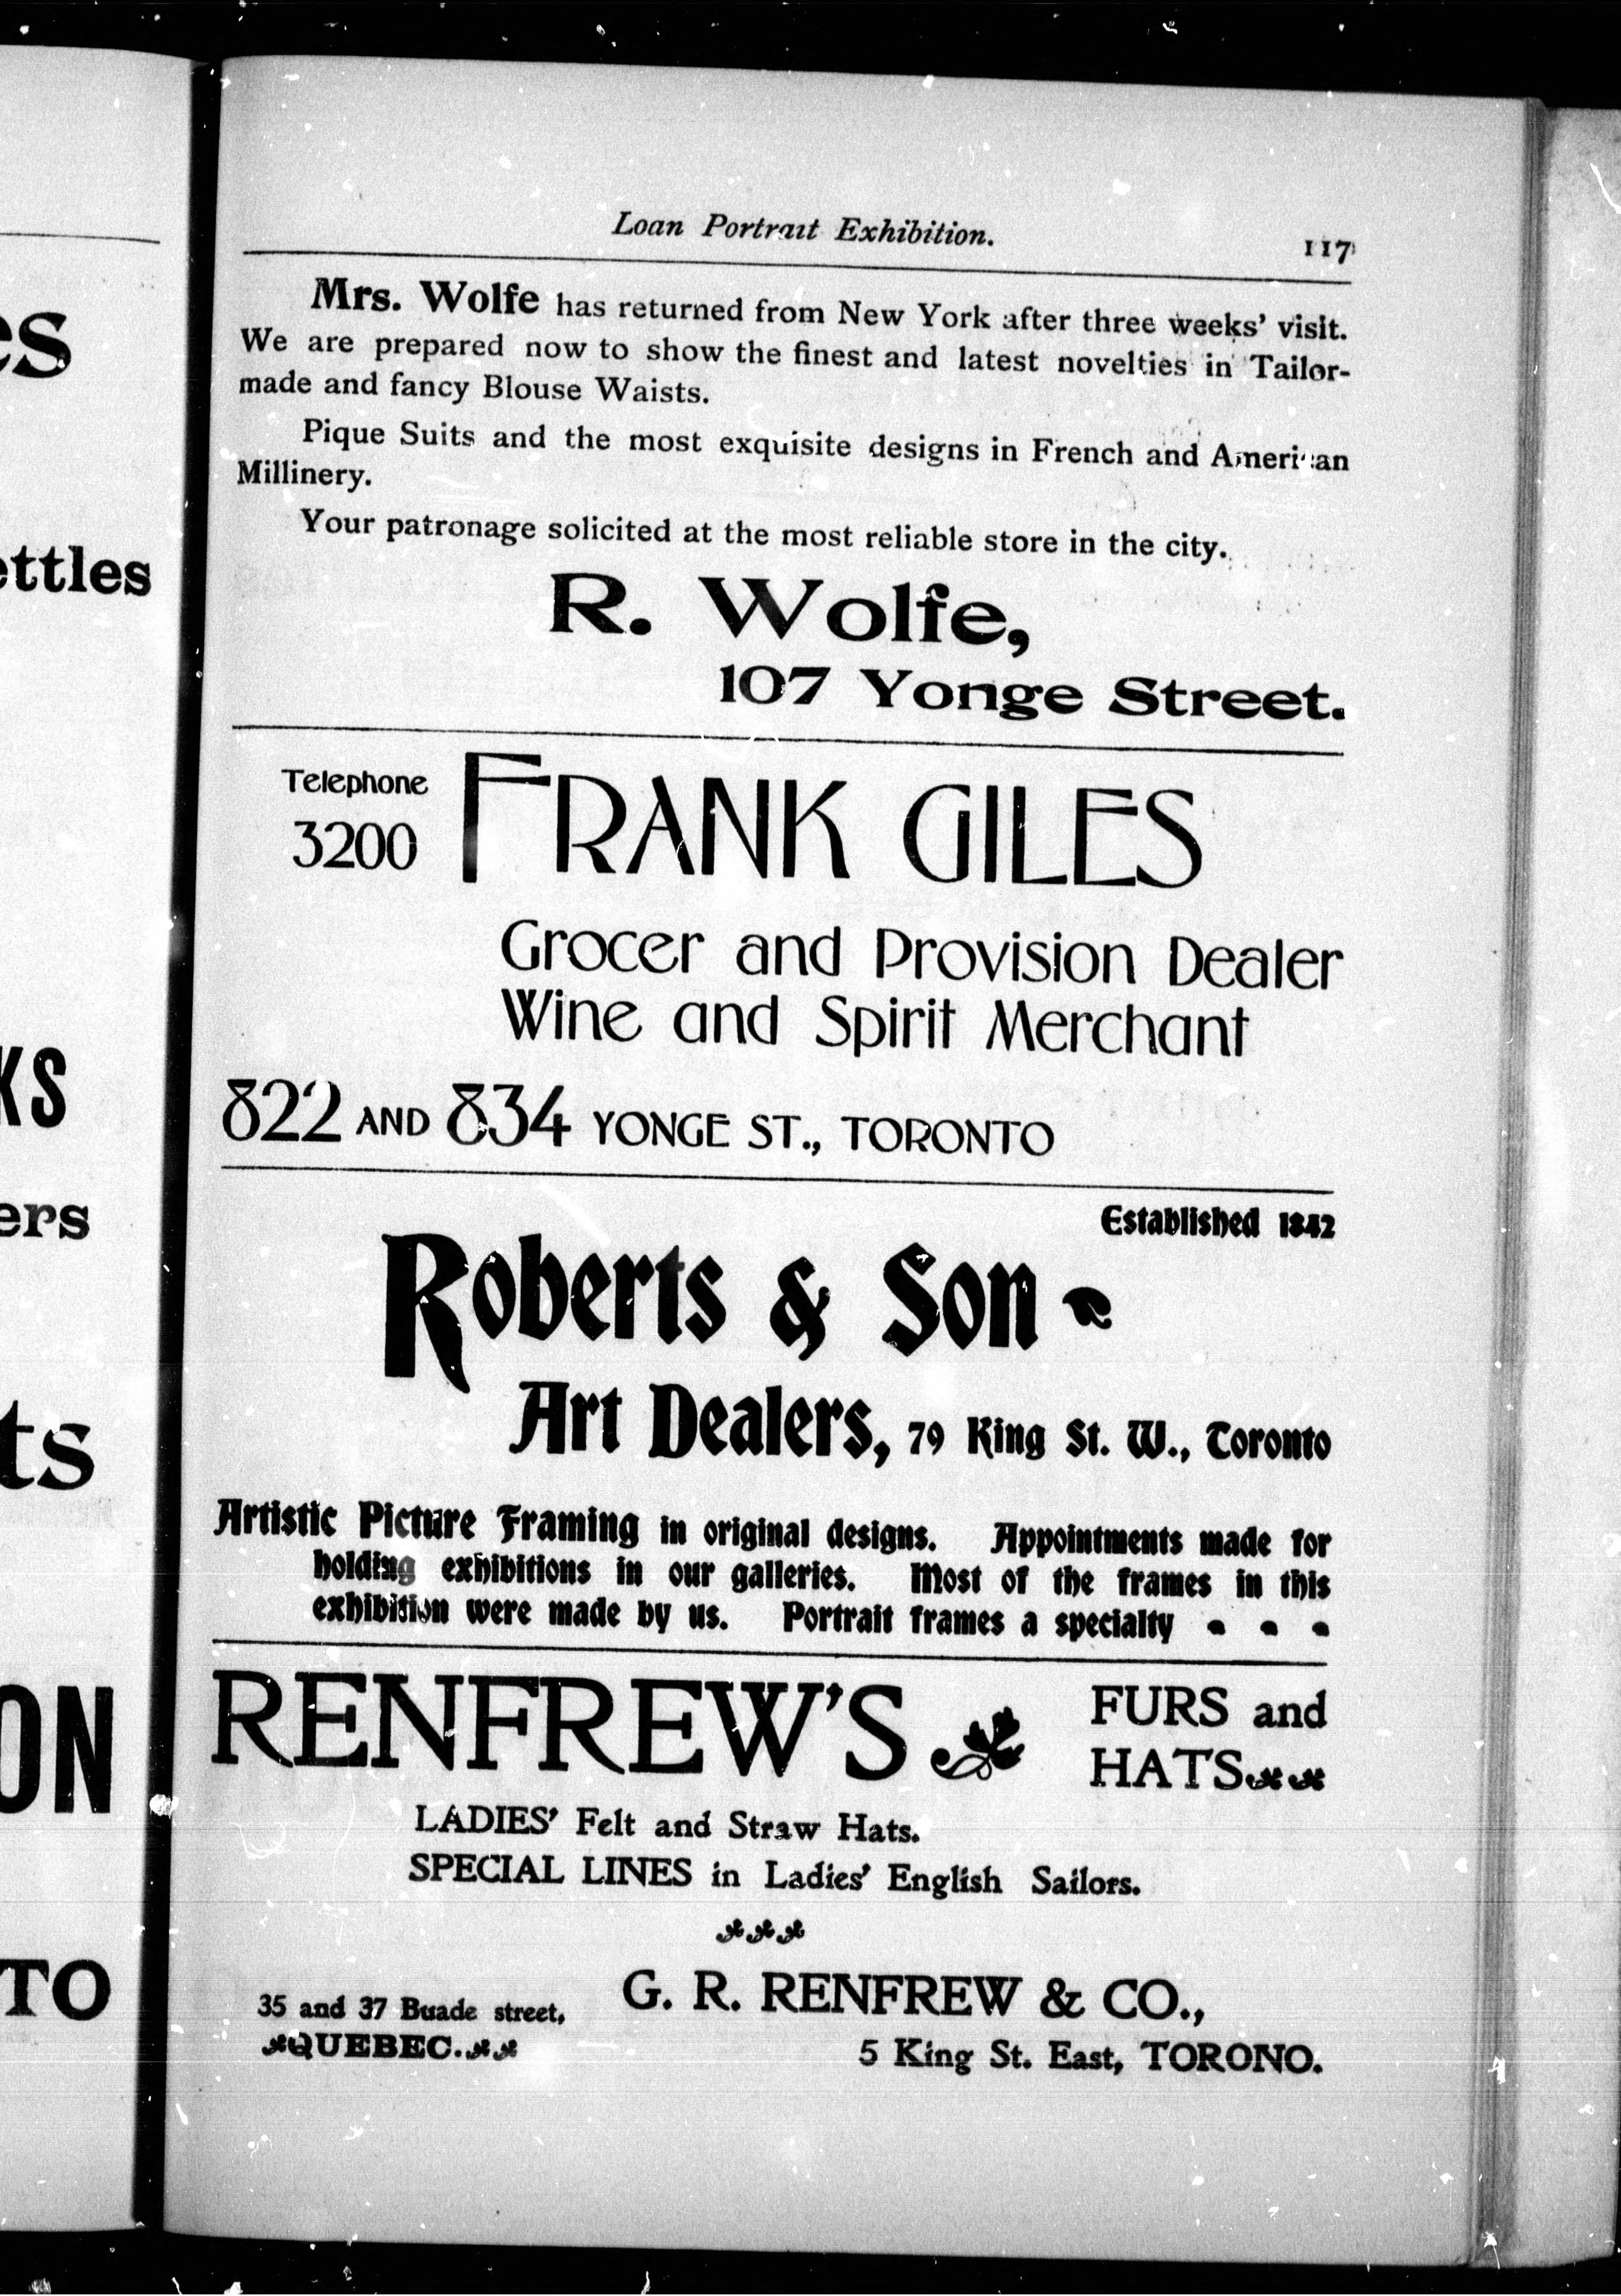 Loan Portrait Exhibition. 117
Mrs. Wolfe has returned from New York after three weeks' visit.
We are prepared now to show the finest and latest novelties in Tailor-
made and fancy Blouse Waists.
Pique Suits and the most exquisite designs in French and American
Millinery.
Your patronage solicited at the most reliable store in the city.
R. Wolfe,
107 Yonge Street.
Telephone
3200
FRANK GILES
Grocer and Provision Dealer
Wine and Spirit Merchant
822 AND 834 YONGE ST., TORONTO
Established 1842
Roberts & Son
Art Dealers, 79 King St. W., Toronto
Artistic Picture Framing in original designs. Appointments made for
holding exhibitions in our galleries. Most of the frames in this
exhibition were made by us. Portrait frames a specialty • • •
RENFREW'S
FURS and
HATS
LADIES' Felt and Straw Hats.
SPECIAL LINES in Ladies' English Sailors.
35 and 37 Buade street,
QUEBEC.
G. R. RENFREW & CO.,
5 King St. East, TORONO.
es
ettles
KS
ers
ts
ON
TO